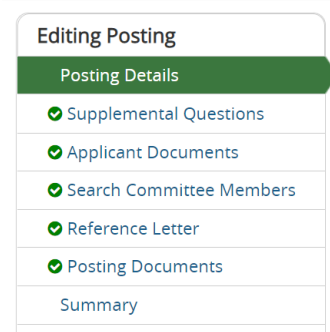 Editing Posting
Posting Details
Supplemental Questions
Applicant Documents
Search Committee Members
Reference Letter
Posting Documents
Summary